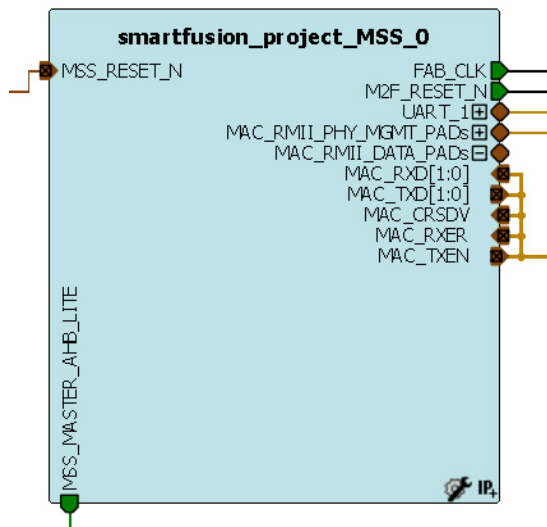 smartfusion_project_MSS_0
MSS_RESET_N
FAB_CLK
M2F_RESET_N
UART_1
MAC_RMII_PHY_MGMT_PADs
MAC_RMII_DATA_PADs
MAC_RXD[1:0]
MAC_TXD[1:0]
MAC_CRSDV
MAC_RXER
MAC_TXEN
MSS_MASTER_AHB_LITE
IP+